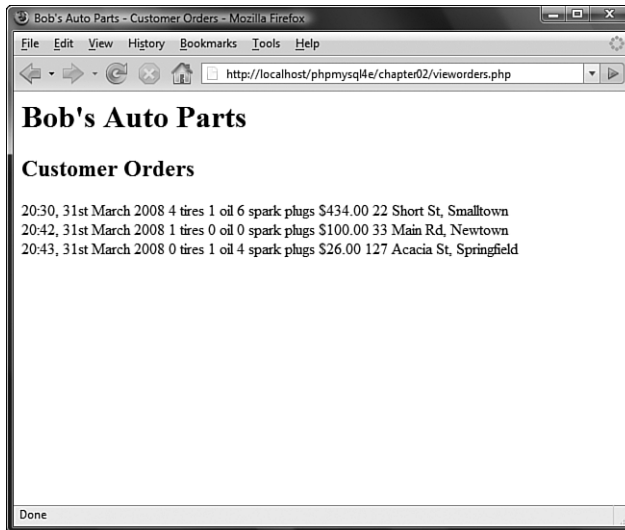 Bob's Auto Parts - Customer Orders - Mozilla Firefox
File Edit View History Bookmarks Tools Help
http://localhost/phpmysql4e/chapter02/vieworders.php
Bob's Auto Parts
Customer Orders
20:30, 31st March 2008 4 tires 1 oil 6 spark plugs $434.00 22 Short St, Smalltown
20:42, 31st March 2008 1 tires 0 oil 0 spark plugs $100.00 33 Main Rd, Newtown
20:43, 31st March 2008 0 tires 1 oil 4 spark plugs $26.00 127 Acacia St, Springfield
Done